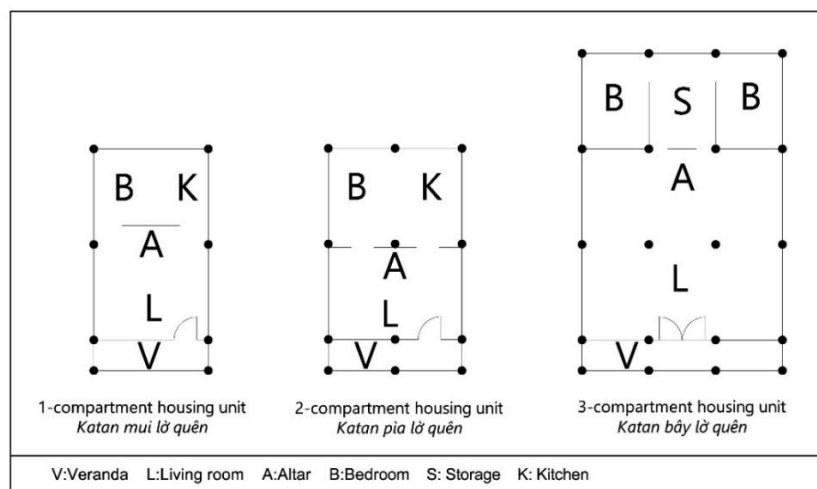 B S B
B K
B K
A
A
A
L
L
L
V
V
V
1-compartment housing unit
Katan mui lờ quên
2-compartment housing unit
Katan pìa lờ quên
3-compartment housing unit
Katan bây lờ quên
V:Veranda L:Living room A:Altar B:Bedroom S: Storage K: Kitchen